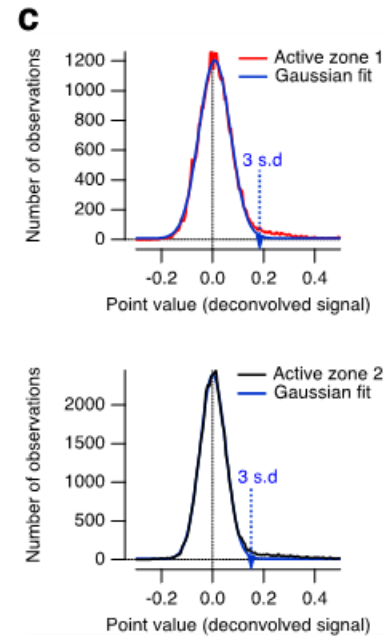 C
Number of observations
1200
1000
800
600
400
200
0
Active zone 1
Gaussian fit
3 s.d
-0.2 0.0 0.2 0.4
Point value (deconvolved signal)
Number of observations
2000
1500
1000
500
0
Active zone 2
Gaussian fit
3 s.d
-0.2 0.0 0.2 0.4
Point value (deconvolved signal)